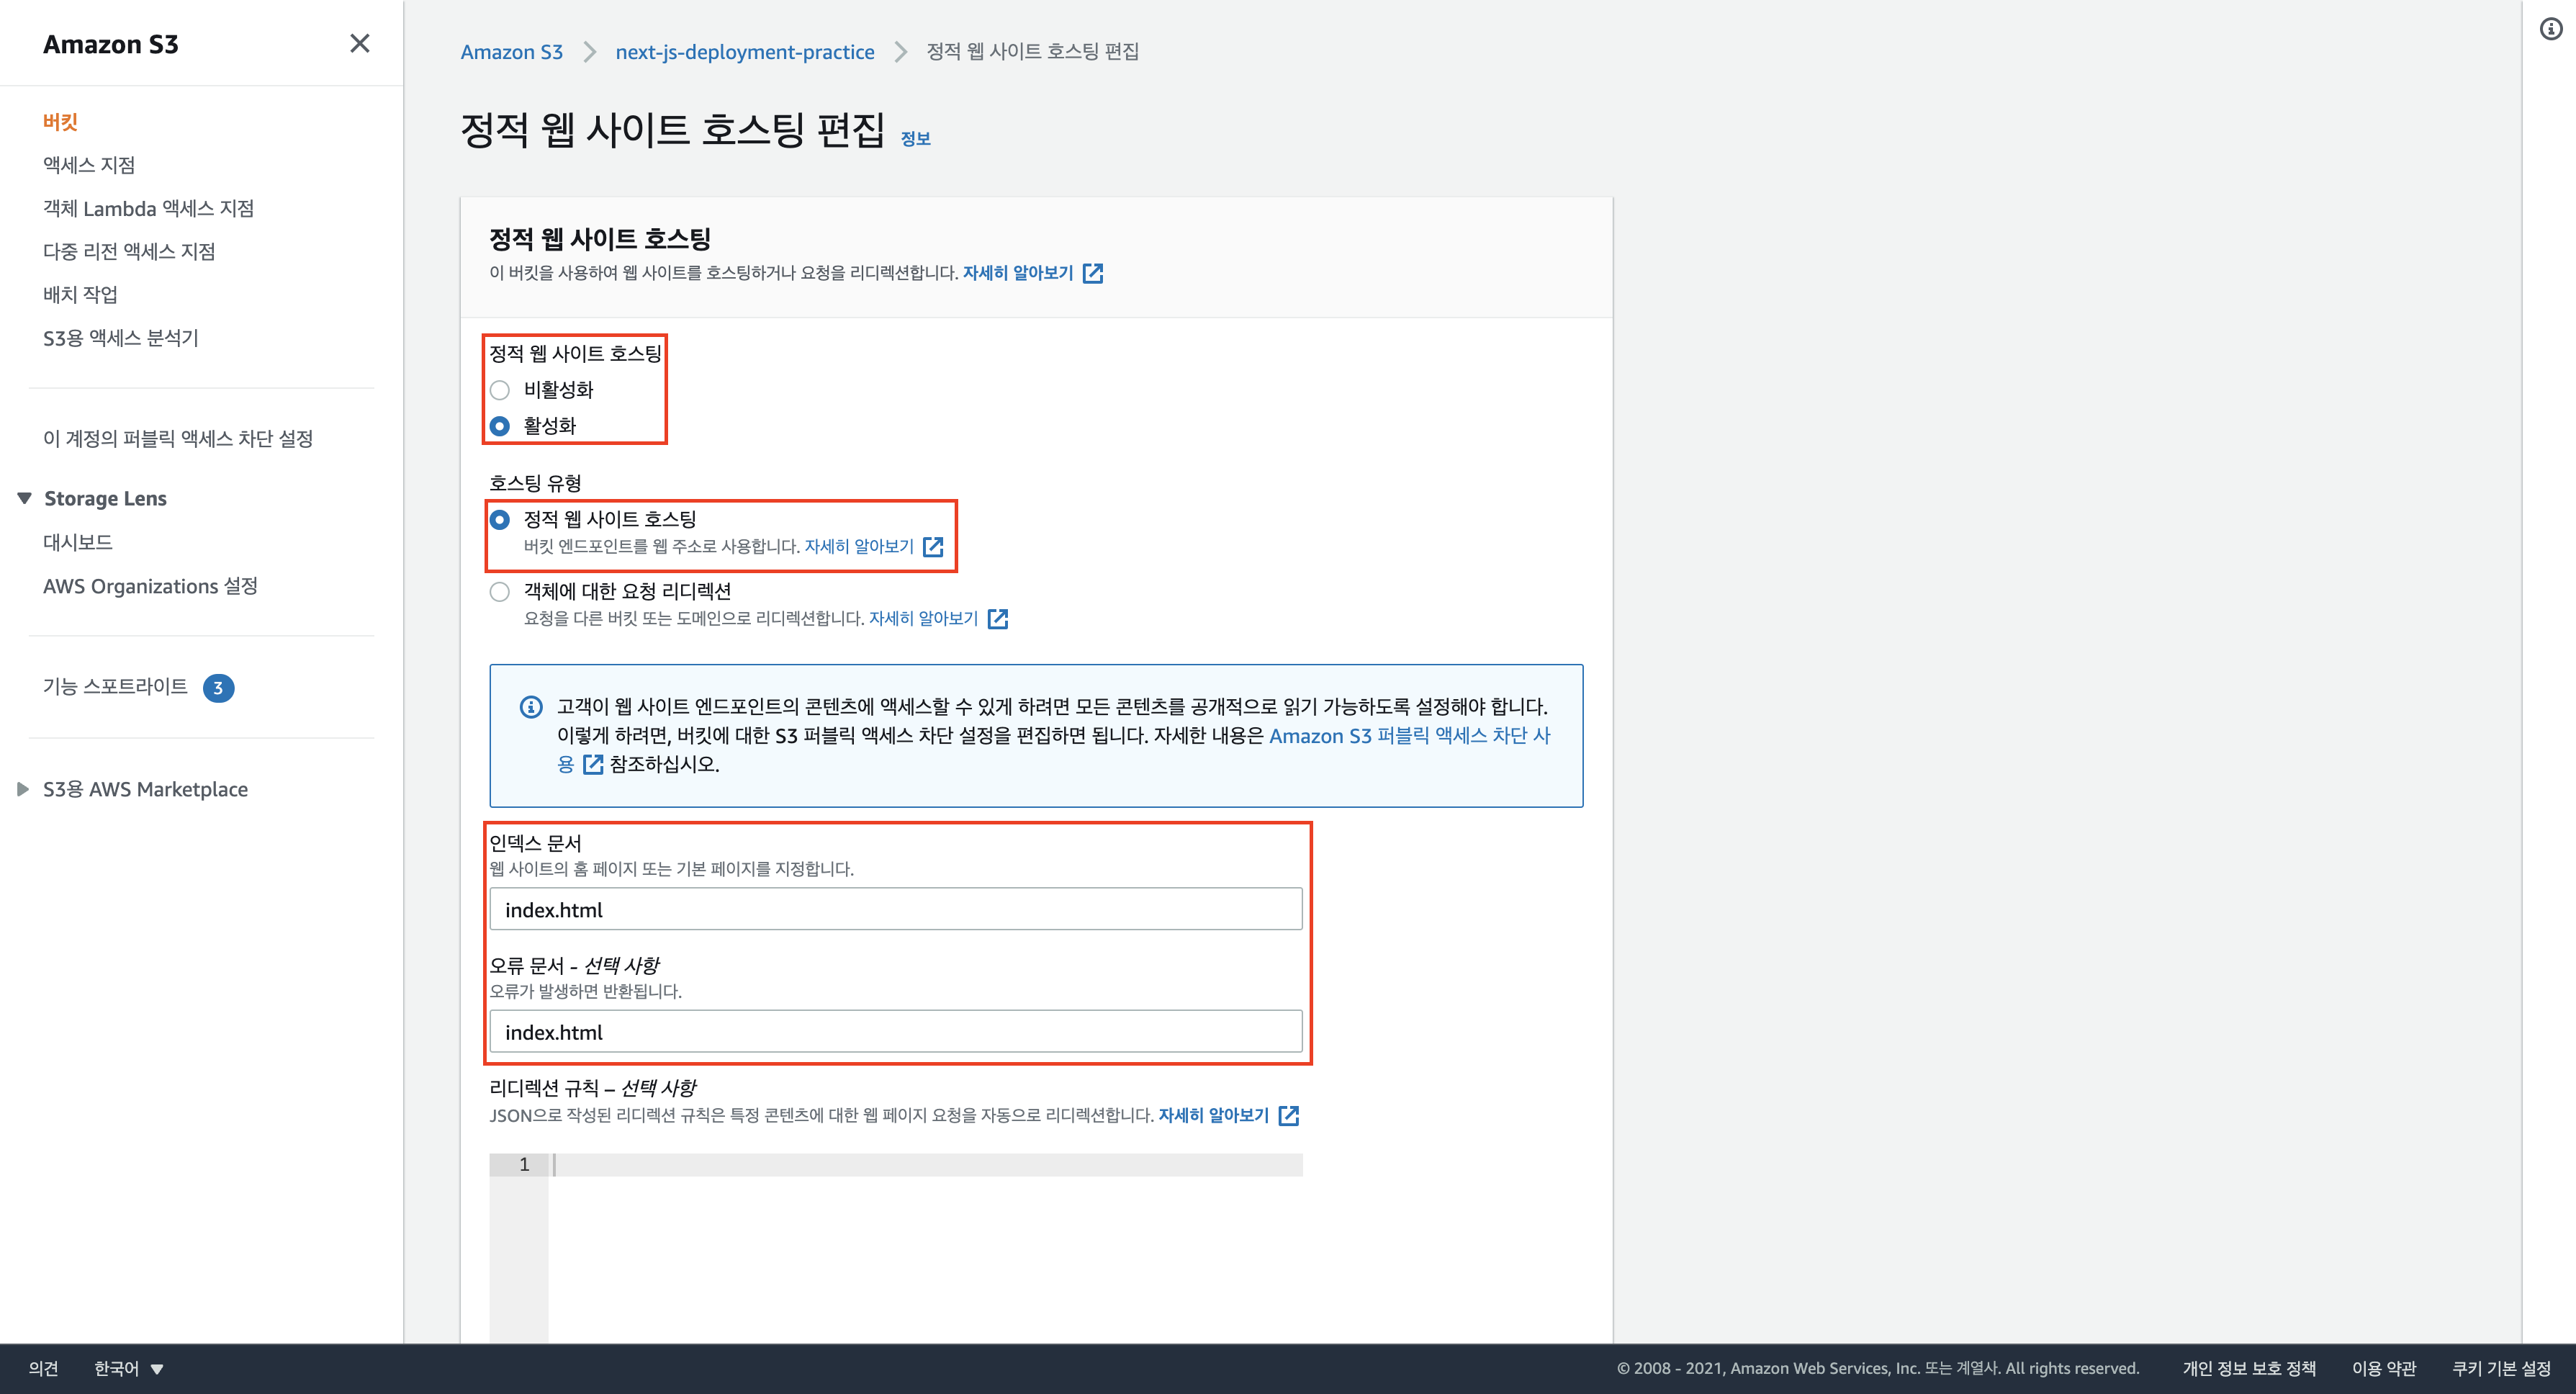 Amazon S3
버킷
액세스 지점
객체 Lambda 액세스 지점
다중 리전 액세스 지점
배치 작업
S3용 액세스 분석기
이 계정의 퍼블릭 액세스 차단 설정
Storage Lens
대시보드
AWS Organizations 설정
기능 스포트라이트 3
S3용 AWS Marketplace
Amazon S3 > next-js-deployment-practice > 정적 웹 사이트 호스팅 편집
정적 웹 사이트 호스팅 편집 정보
정적 웹 사이트 호스팅
이 버킷을 사용하여 웹 사이트를 호스팅하거나 요청을 리디렉션합니다. 자세히 알아보기
정적 웹 사이트 호스팅
비활성화
활성화
호스팅 유형
정적 웹 사이트 호스팅
버킷 엔드포인트를 웹 주소로 사용합니다. 자세히 알아보기
객체에 대한 요청 리디렉션
요청을 다른 버킷 또는 도메인으로 리디렉션합니다. 자세히 알아보기
고객이 웹 사이트 엔드포인트의 콘텐츠에 액세스할 수 있게 하려면 모든 콘텐츠를 공개적으로 읽기 가능하도록 설정해야 합니다.
이렇게 하려면, 버킷에 대한 S3 퍼블릭 액세스 차단 설정을 편집하면 됩니다. 자세한 내용은 Amazon S3 퍼블릭 액세스 차단 사
용 참조하십시오.
인덱스 문서
웹 사이트의 홈 페이지 또는 기본 페이지를 지정합니다.
index.html
오류 문서 - 선택 사항
오류가 발생하면 반환됩니다.
index.html
리디렉션 규칙 – 선택 사항
JSON으로 작성된 리디렉션 규칙은 특정 콘텐츠에 대한 웹 페이지 요청을 자동으로 리디렉션합니다. 자세히 알아보기
1
의견 한국어 © 2008 - 2021, Amazon Web Services, Inc. 또는 계열사. All rights reserved. 개인 정보 보호 정책 이용 약관 쿠키 기본 설정